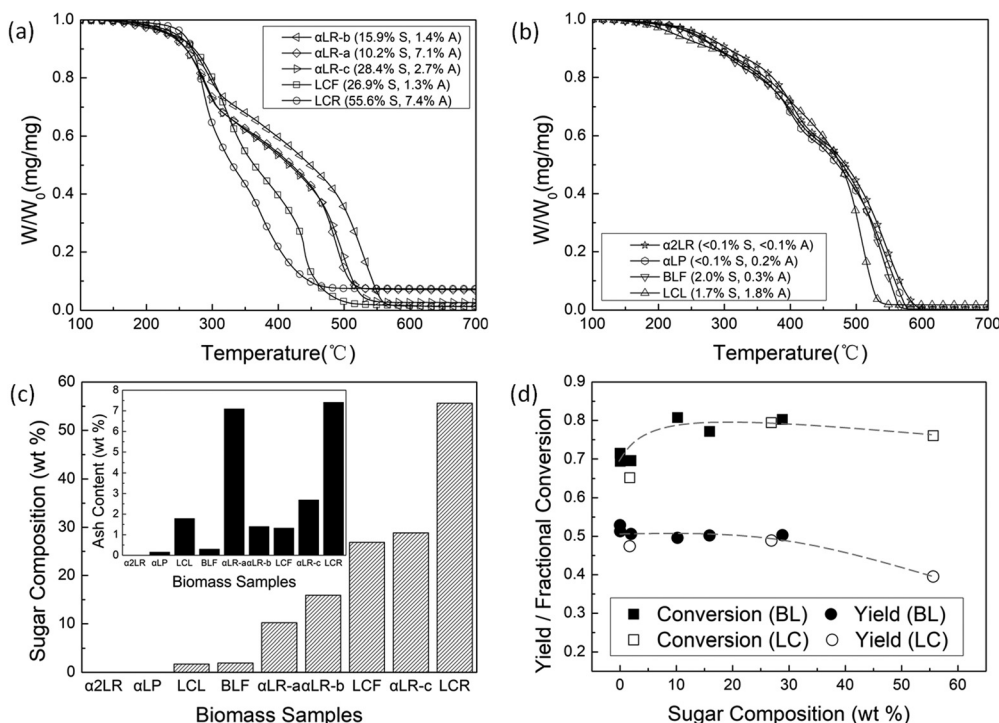 (a)
1.0
0.8
0.6
0.4
0.2
0.0
W/W0(mg/mg)
αLR-b (15.9% S, 1.4% A)
αLR-a (10.2% S, 7.1% A)
αLR-c (28.4% S, 2.7% A)
LCF (26.9% S, 1.3% A)
LCR (55.6% S, 7.4% A)
100 200 300 400 500 600 700
Temperature(℃)
(b)
1.0
0.8
0.6
0.4
0.2
0.0
W/W0(mg/mg)
α2LR (<0.1% S, <0.1% A)
αLP (<0.1% S, 0.2% A)
BLF (2.0% S, 0.3% A)
LCL (1.7% S, 1.8% A)
100 200 300 400 500 600 700
Temperature(℃)
(c)
60
50
40
30
20
10
0
Sugar Composition (wt %)
8
7
6
5
4
3
2
1
0
Ash Content (wt %)
α2LR αLP LCL BLF αLR-a αLR-b LCF αLR-c LCR
Biomass Samples
α2LR αLP LCL BLF αLR-a αLR-b LCF αLR-c LCR
Biomass Samples
(d)
0.9
0.8
0.7
0.6
0.5
0.4
0.3
0.2
Yield / Fractional Conversion
Conversion (BL) Yield (BL)
Conversion (LC) Yield (LC)
0 10 20 30 40 50 60
Sugar Composition (wt %)